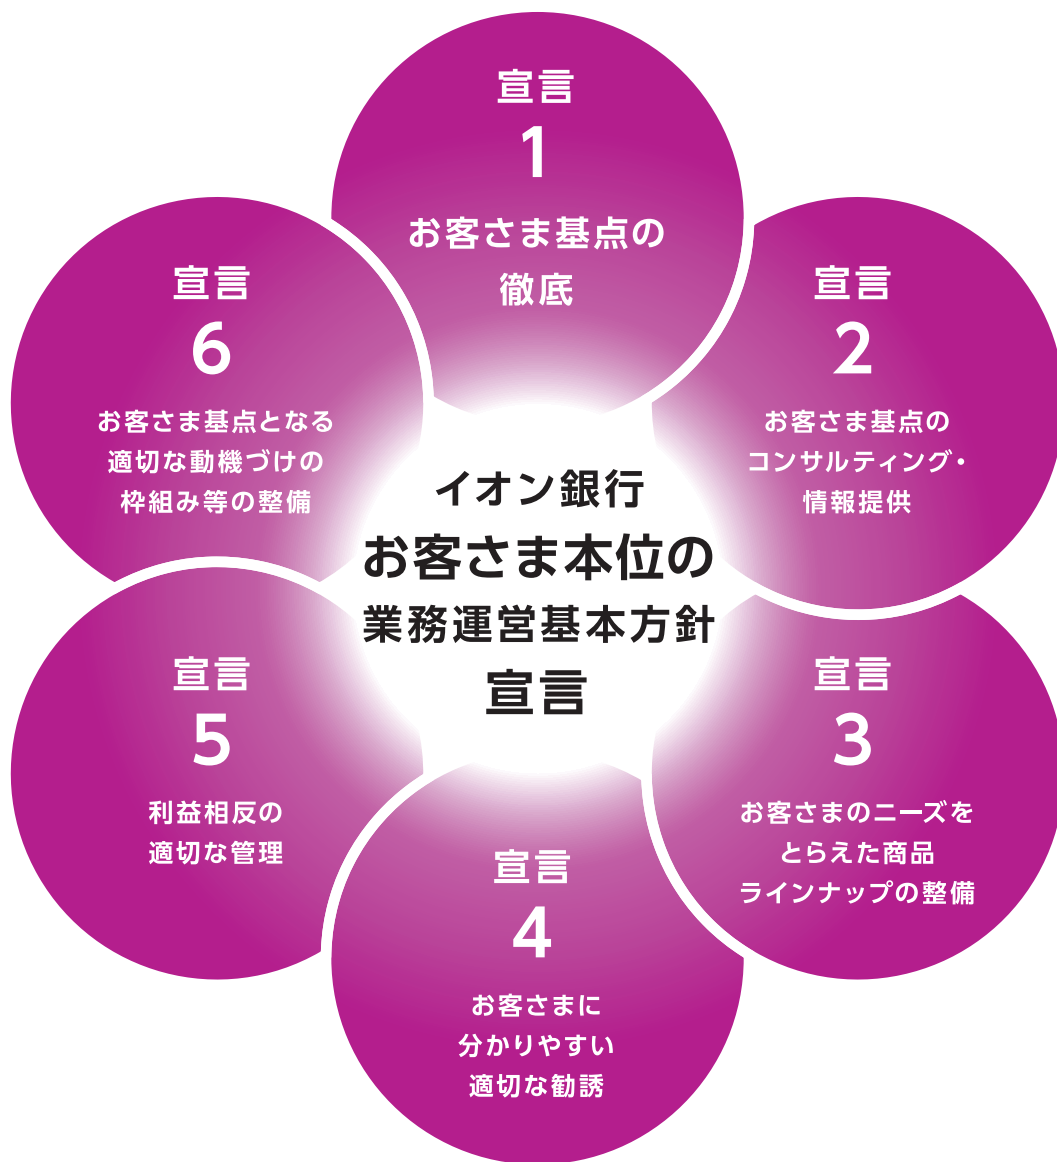 宣言
1
お客さま基点の
徹底
宣言
2
お客さま基点の
コンサルティング・
情報提供
宣言
3
お客さまのニーズを
とらえた商品
ラインナップの整備
宣言
4
お客さまに
分かりやすい
適切な勧誘
宣言
5
利益相反の
適切な管理
宣言
6
お客さま基点となる
適切な動機づけの
枠組み等の整備
イオン銀行
お客さま本位の
業務運営基本方針
宣言